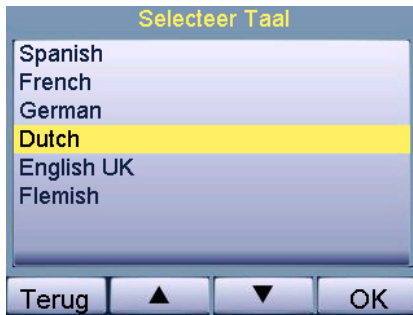 Selecteer Taal
Spanish
French
German
Dutch
English UK
Flemish
Terug ▲ ▼ OK